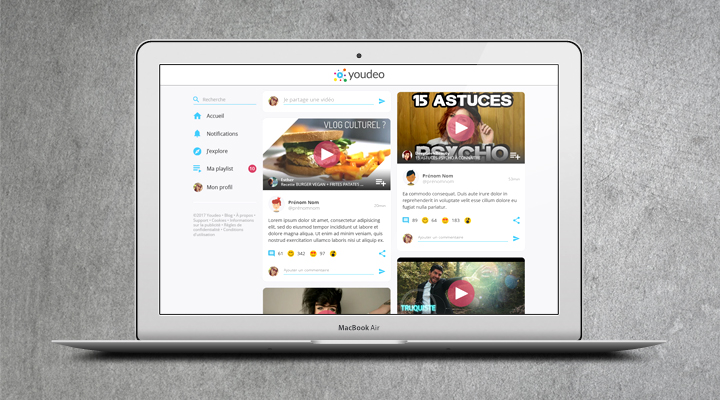 youdeo
Recherche
Accueil
Notifications
J'explore
Ma playlist
10
Mon profil
©2017 Youdeo • Blog • A propos •
Support • Cookies • Informations
sur la publicité • Règles de
confidentialité • Conditions
d'utilisation
Je partage une vidéo
VLOG CULTUREL ?
Recette BURGER VEGAN + FRITES PATATES ...
Prénom Nom
@prénomnom
Lorem ipsum dolor sit amet, consectetur adipiscing
elit, sed do eiusmod tempor incididunt ut labore et
dolore magna aliqua. Ut enim ad minim veniam, quis
nostrud exercitation ullamco laboris nisi ut aliquip ex.
61 342 97
Ajouter un commentaire
15 ASTUCES
PSYCHO
15 ASTUCES PSYCHO À CONNAÎTRE
Prénom Nom
@prénomnom
Ea commodo consequat. Duis aute irure dolor in
reprehenderit in voluptate velit esse cillum dolore eu
fugiat nulla pariatur.
89 64 183
Ajouter un commentaire
TRUQUISTE
MacBook Air